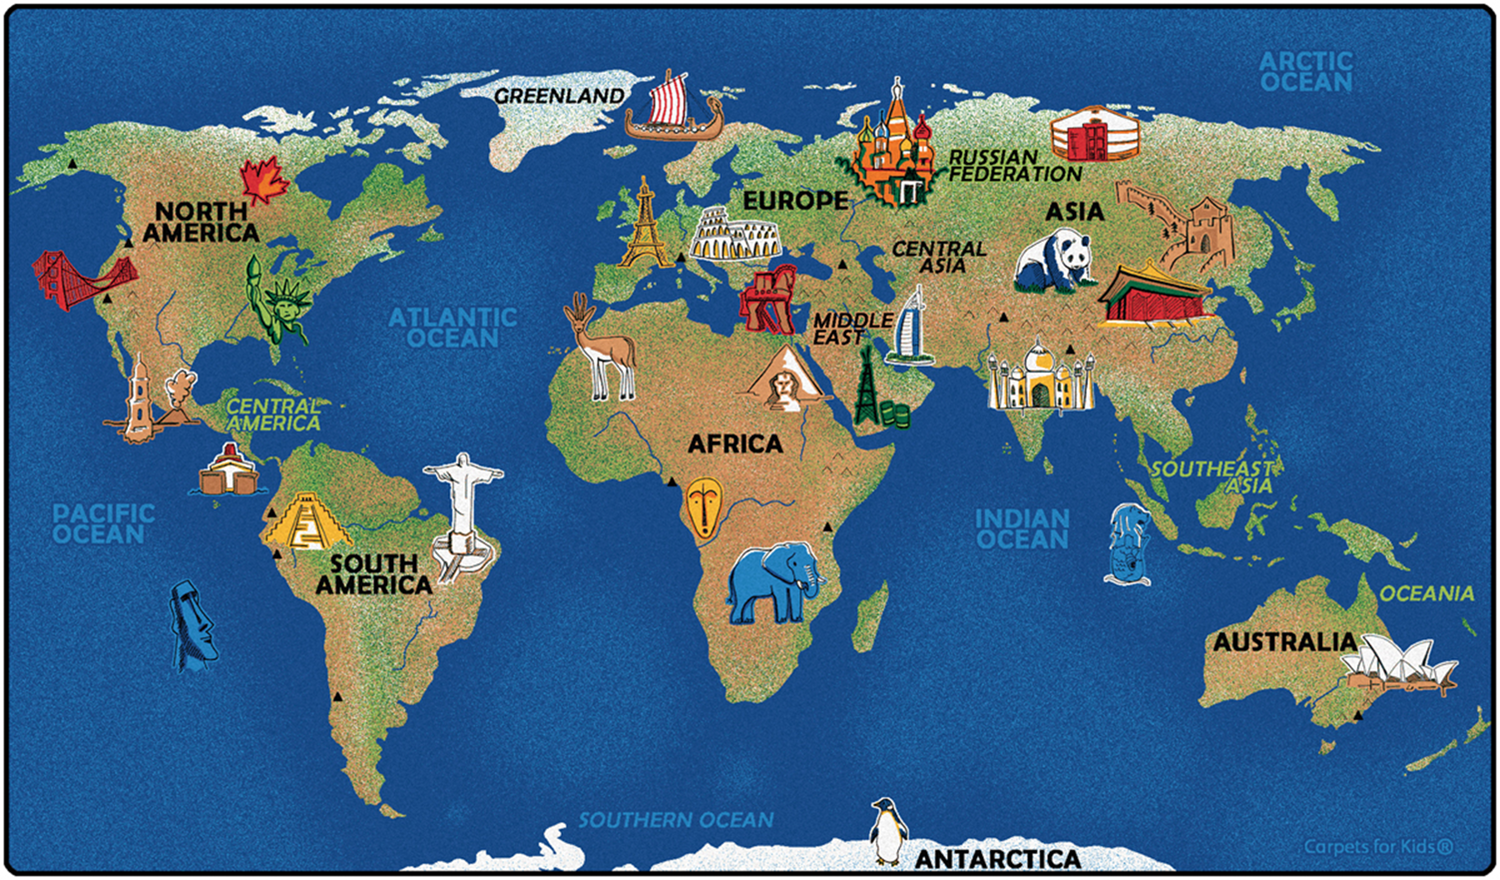 ARCTIC
OCEAN
GREENLAND
RUSSIAN
FEDERATION
NORTH
AMERICA
EUROPE
ASIA
CENTRAL
ASIA
ATLANTIC
OCEAN
MIDDLE
EAST
CENTRAL
AMERICA
AFRICA
SOUTHEAST
ASIA
PACIFIC
OCEAN
INDIAN
OCEAN
SOUTH
AMERICA
OCEANIA
AUSTRALIA
SOUTHERN OCEAN
Carpets for Kids®
ANTARCTICA